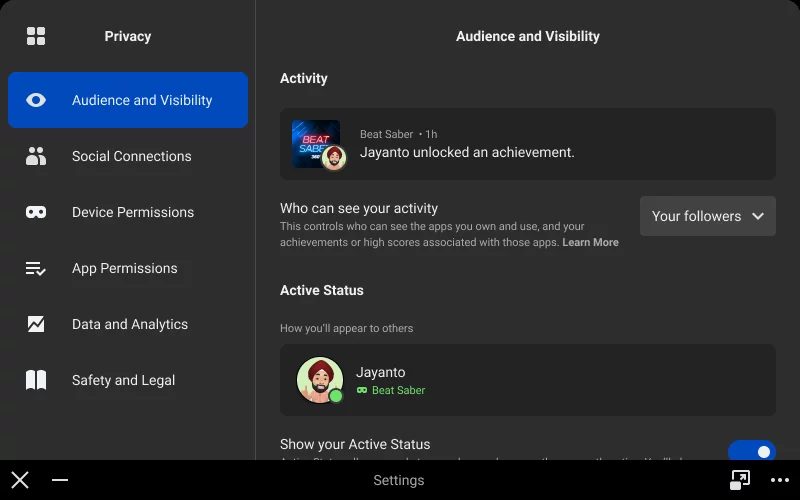 Privacy
Audience and Visibility
Social Connections
Device Permissions
App Permissions
Data and Analytics
Safety and Legal
Audience and Visibility
Activity
BEAT
SABER
360°
Beat Saber • 1h
Jayanto unlocked an achievement.
Who can see your activity
This controls who can see the apps you own and use, and your
achievements or high scores associated with those apps. Learn More
Your followers
Active Status
How you'll appear to others
Jayanto
Beat Saber
Show your Active Status
Settings